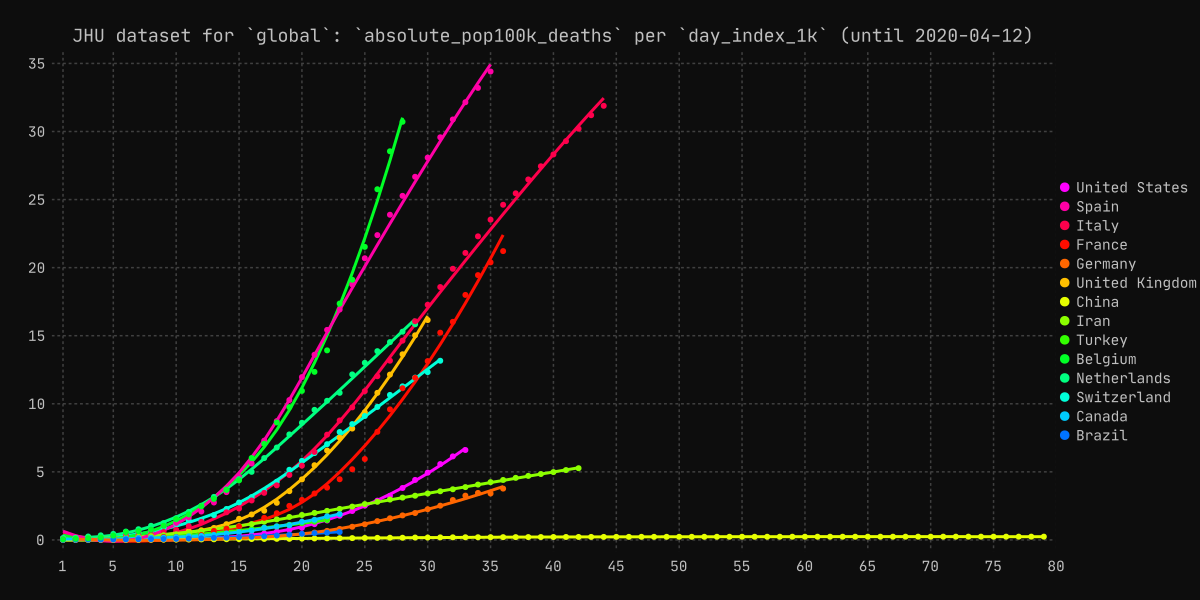 JHU dataset for `global`: `absolute_pop100k_deaths` per `day_index_1k` (until 2020-04-12)
35
30
25
20
15
10
5
0
1 5 10 15 20 25 30 35 40 45 50 55 60 65 70 75 80
United States
Spain
Italy
France
Germany
United Kingdom
China
Iran
Turkey
Belgium
Netherlands
Switzerland
Canada
Brazil